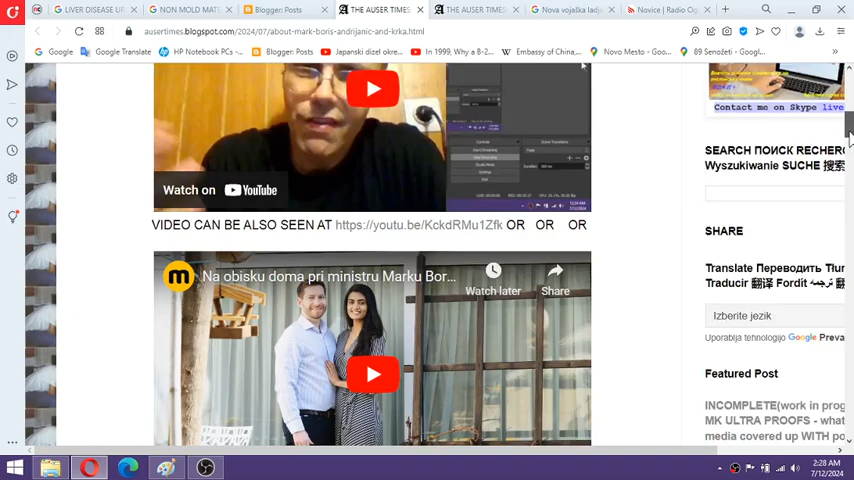 LIVER DISEASE UP
NON MOLD MATE
Blogger: Posts
THE AUSER TIMES
THE AUSER TIMES
Nova vojaška ladja
Novice | Radio Og
ausertimes.blogspot.com/2024/07/about-mark-boris-andrijanic-and-krka.html
Google
Google Translate
HP Notebook PCs -...
Blogger: Posts
Japanski dizel okre...
In 1999, Why a B-2...
Embassy of China,...
Novo Mesto - Googl...
89 Šenožeti - Googl...
Contact me on Skype live
Watch on YouTube
SEARCH ПОИСК RECHERC
Wyszukiwanie SUCHE 搜索
VIDEO CAN BE ALSO SEEN AT https://youtu.be/KckdRMu1Zfk OR OR OR
SHARE
Na obisku doma pri ministru Marku Bor...
Watch later
Share
Translate Переводить Tłur
Traducir 翻译 Fordít ترجمة
Izberite jezik
Uporablja tehnologijo Google Preva
Featured Post
INCOMPLETE(work in prog
MK ULTRA PROOFS - what
media covered up WITH po
2:28 AM
7/12/2024